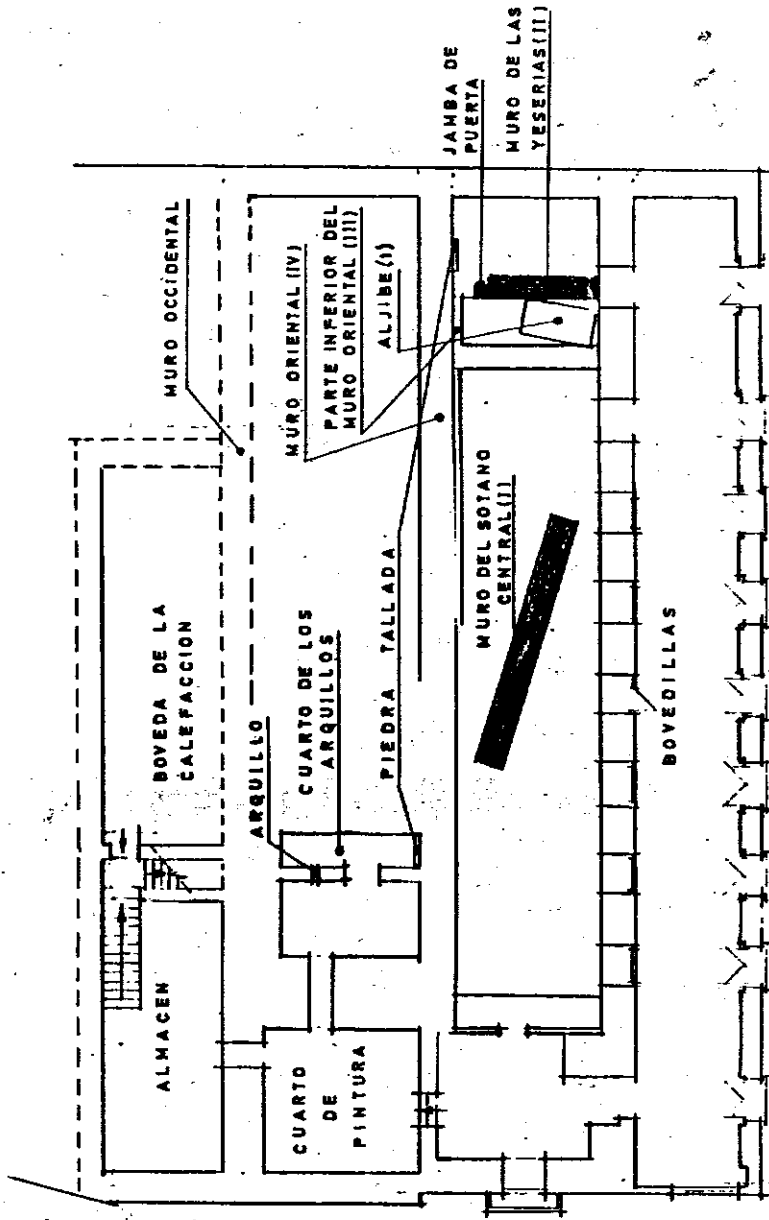 MURO OCCIDENTAL
BOVEDA DE LA
CALEFACCION
ALMACEN
MURO ORIENTAL (IV)
PARTE INFERIOR DEL
MURO ORIENTAL (III)
ALJIBE (I)
JAMBA DE
PUERTA
MURO DE LAS
YESERIAS (II)
ARQUILLO
CUARTO DE LOS
ARQUILLOS
PIEDRA TALLADA
CUARTO
DE
PINTURA
MURO DEL SOTANO
CENTRAL (I)
BOVEDILLAS